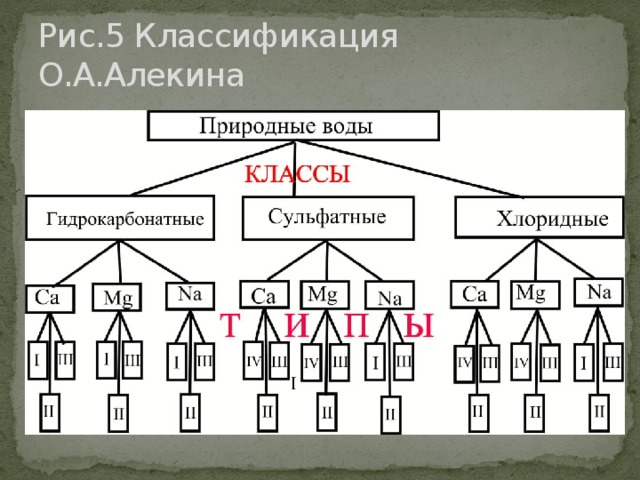 Рис.5 Классификация
О.А.Алекина
Природные воды
КЛАССЫ
Гидрокарбонатные Сульфатные Хлоридные
Ca Mg Na Ca Mg Na Ca Mg Na
Т И П Ы
I III I III I III IV III IV III I III IV III IV III I III
I
II II II II II II II II II